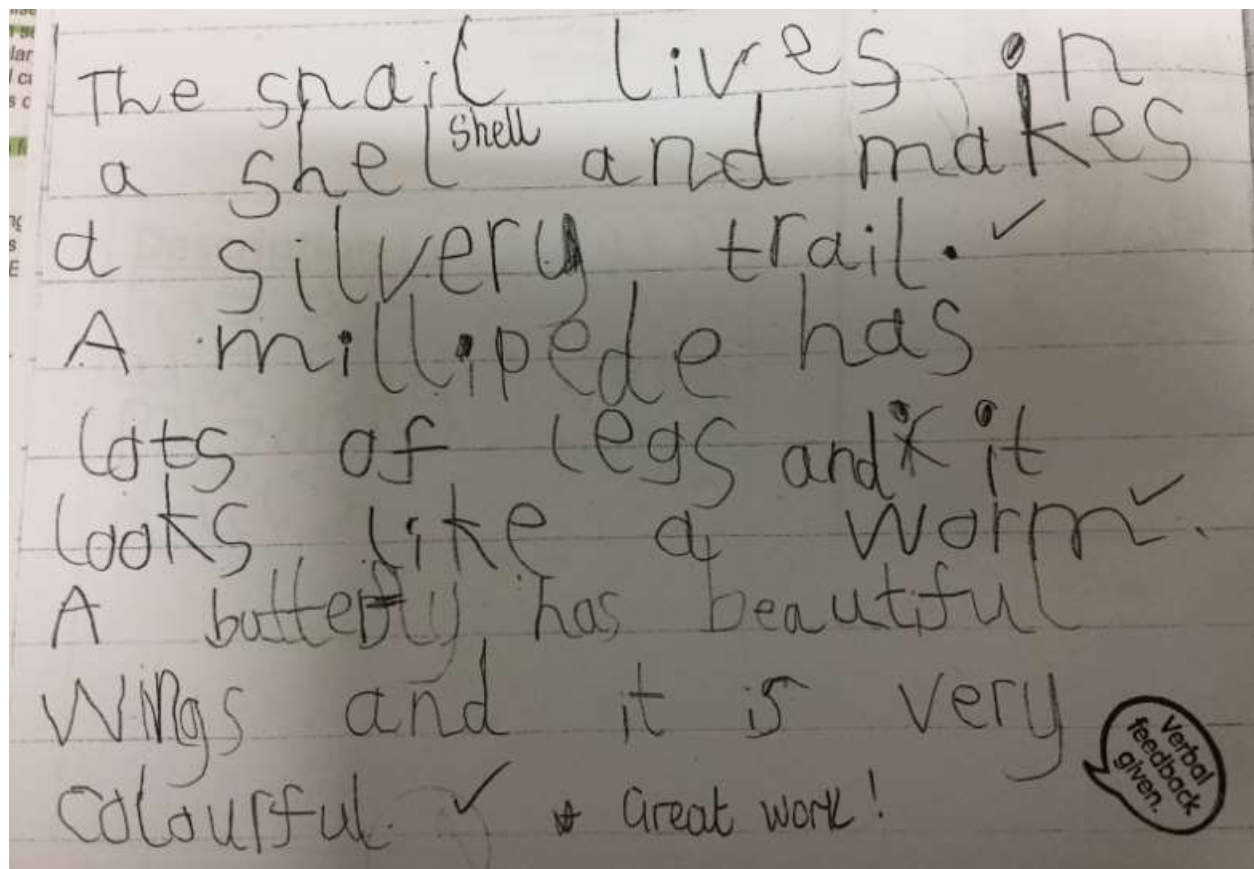 The snail lives in
a shel shell and makes
a silvery trail. ✓
A millipede has
lots of legs and it
looks like a worm ✓.
A butterfly has beautiful
wings and it is very
colourful. ✓ * Great work!
Verbal
feedback
given.